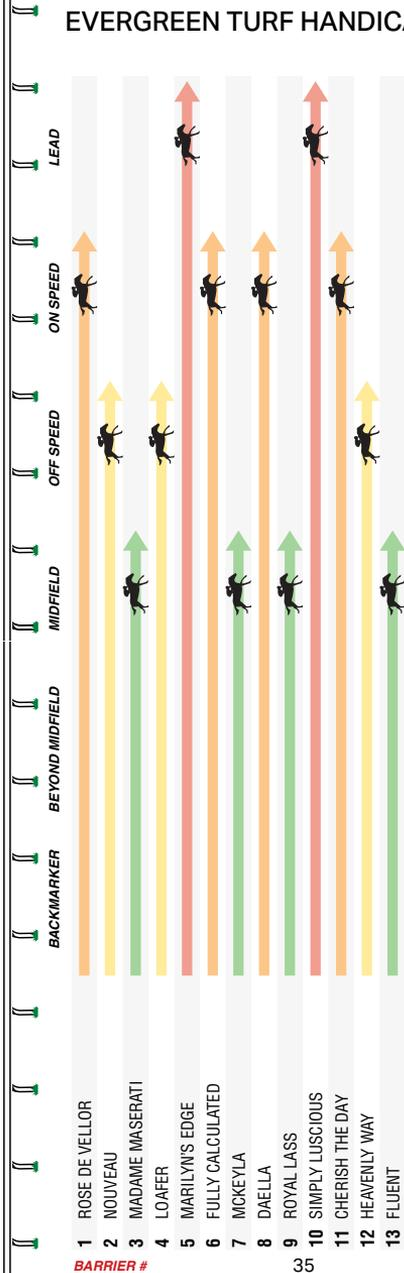 EVERGREEN TURF HANDICA
LEAD
ON SPEED
OFF SPEED
MIDFIELD
BEYOND MIDFIELD
BACKMARKER
1 ROSE DE VELLOR
2 NOUVEAU
3 MADAME MASERATI
4 LOAFER
5 MARILYN'S EDGE
6 FULLY CALCULATED
7 MCKEYLA
8 DAELLA
9 ROYAL LASS
10 SIMPLY LUSCIOUS
11 CHERISH THE DAY
12 HEAVENLY WAY
13 FLUENT
BARRIER #
35